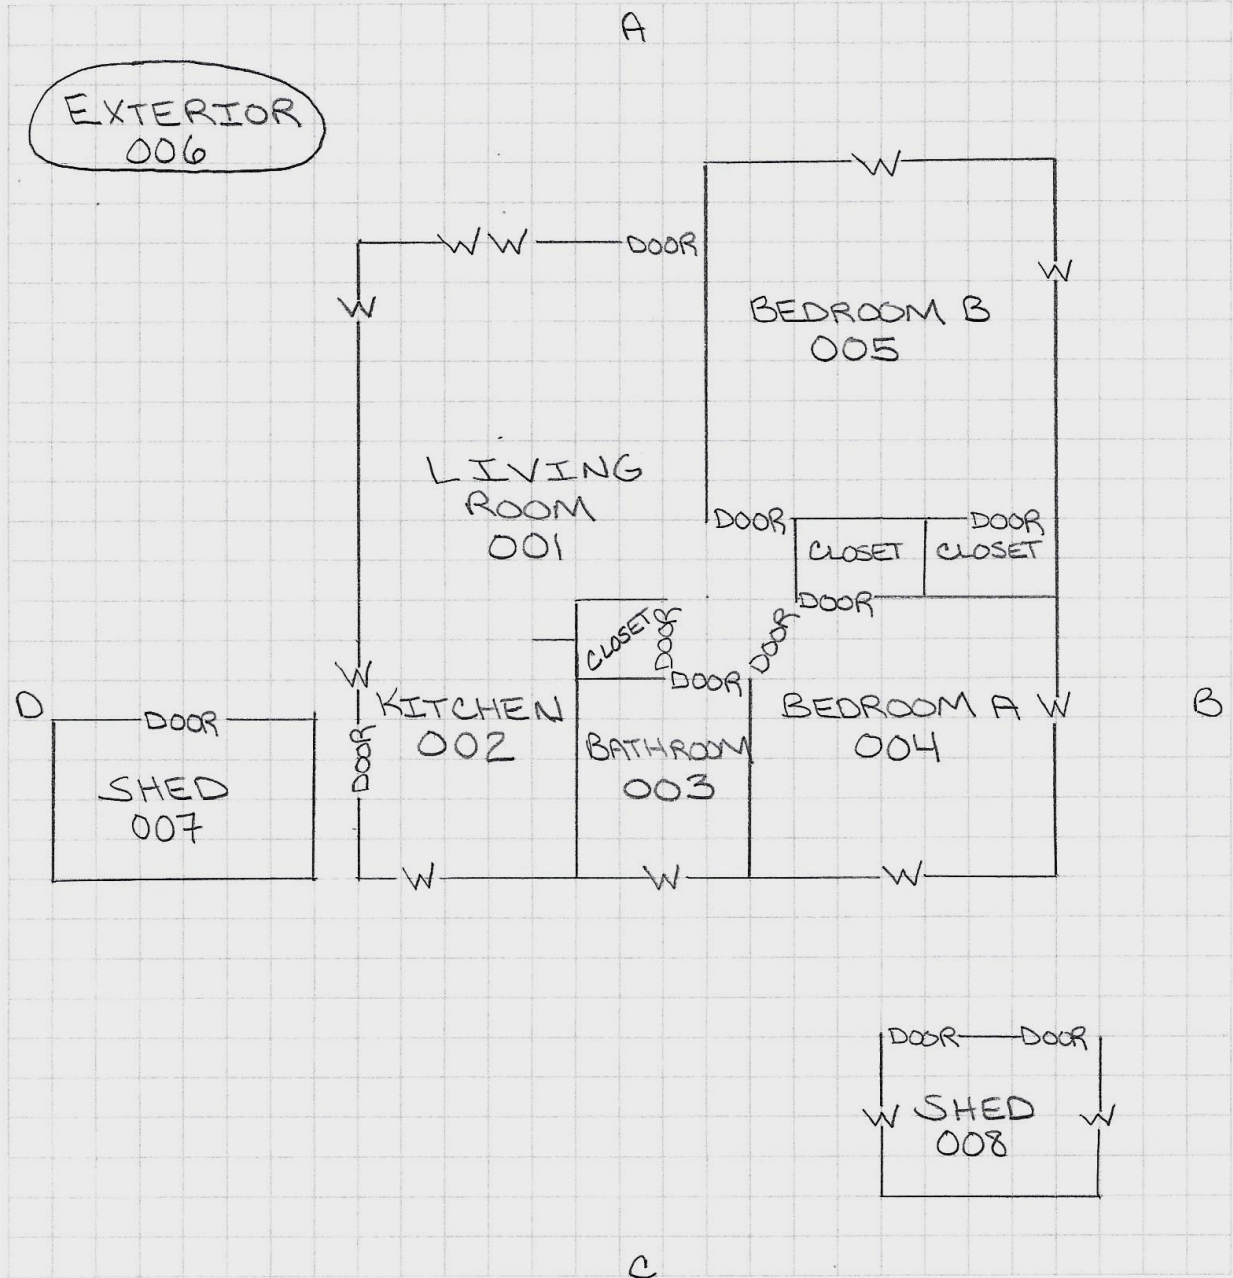 A
EXTERIOR
006
W
W W
DOOR
W
W
BEDROOM B
005
LIVING
ROOM
001
DOOR
DOOR
CLOSET
CLOSET
DOOR
CLOSET
DOOR
DOOR
DOOR
W
D
DOOR
KITCHEN
002
DOOR
BEDROOM A
004
W
B
BATHROOM
003
SHED
007
W
W
W
DOOR
DOOR
W
SHED
008
W
C